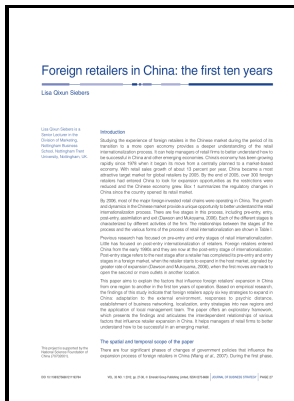 Foreign retailers in China: the first ten years
Lisa Qixun Siebers
Lisa Qixun Siebers is a
Senior Lecturer in the
Division of Marketing,
Nottingham Business
School, Nottingham Trent
University, Nottingham, UK.
Introduction
Studying the experience of foreign retailers in the Chinese market during the period of its
transition to a more open economy provides a deeper understanding of the retail
internationalization process. It can help managers of retail firms to better understand how to
be successful in China and other emerging economies. China's economy has been growing
rapidly since 1978 when it began to move from a centrally planned to a market-based
economy. With retail sales growth of about 13 percent per year, China became a most
attractive market for global retailers by 2005. By the end of 2005, over 300 foreign
retailers had entered China to look for expansion opportunities as the restrictions were
reduced and the Chinese economy grew. Box 1 summarizes the regulatory changes in
China since the country opened its retail market.
By 2006, most of the major foreign-invested retail chains were operating in China. The growth
and dynamics in the Chinese market provide a unique opportunity to better understand the retail
internationalization process. There are five stages in this process, including pre-entry, entry,
post-entry, assimilation and exit (Dawson and Mukoyama, 2006). Each of the different stages is
characterized by different activities of the firm. The relationships between the stages of the
process and the various forms of the process of retail internationalization are shown in Table I.
Previous research has focused on pre-entry and entry stages of retail internationalization.
Little has focused on post-entry internationalization of retailers. Foreign retailers entered
China from the early 1990s and they are now at the post-entry stage of internationalization.
Post-entry stage refers to the next stage after a retailer has completed its pre-entry and entry
stages in a foreign market, when the retailer starts to expand in the host market, signaled by
greater rate of expansion (Dawson and Mukoyama, 2006), when the first moves are made to
open the second or more outlets in another location.
This paper aims to explore the factors that influence foreign retailers' expansion in China
from one region to another in the first ten years of operation. Based on empirical research,
the findings of this study indicate that foreign retailers apply six key strategies to expand in
China: adaptation to the external environment, responses to psychic distance,
establishment of business networking, localization, entry strategies into new regions and
the application of local management team. The paper offers an exploratory framework,
which presents the findings and articulates the interdependent relationships of various
factors that influence retailer expansion in China. It helps managers of retail firms to better
understand how to be successful in an emerging market.
The spatial and temporal scope of the paper
There are four significant phases of changes of government policies that influence the
expansion process of foreign retailers in China (Wang et al., 2007). During the first phase,
This project is supported by the
National Science Foundation of
China
VOL. 33 NO. 1 2012
JOURNAL OF BUSINESS STRATEGY
PAGE 27